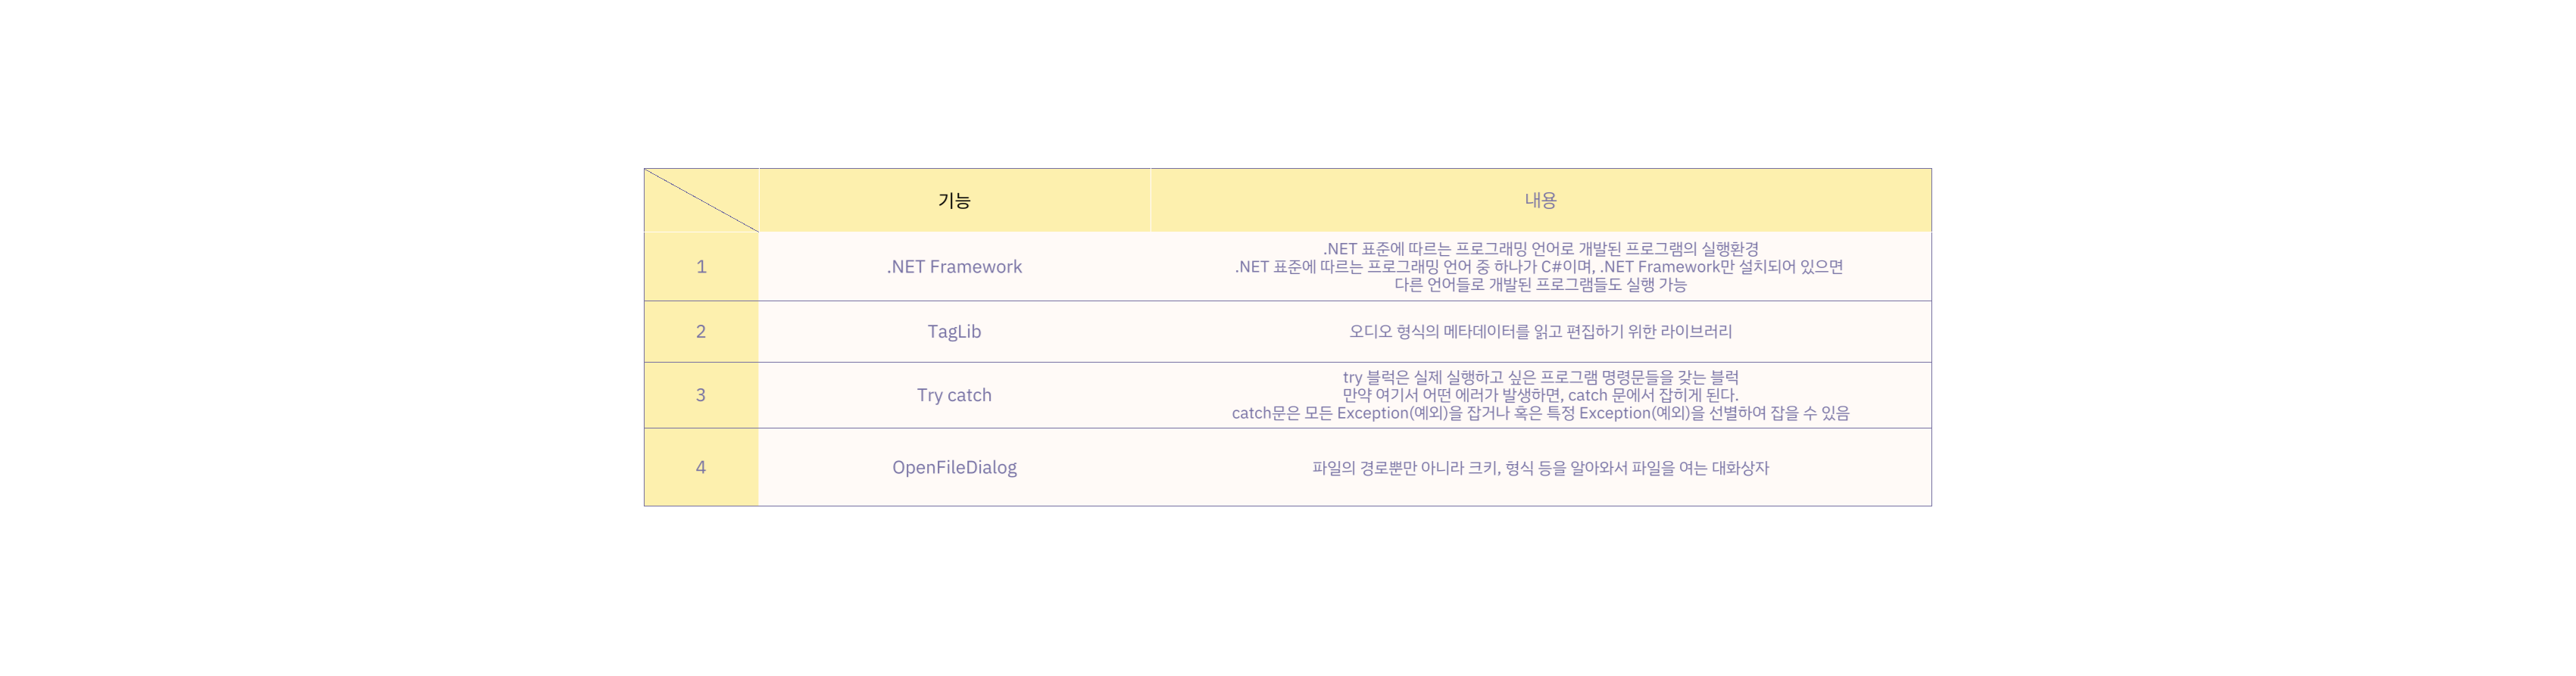 기능
내용
1
.NET Framework
.NET 표준에 따르는 프로그래밍 언어로 개발된 프로그램의 실행환경
.NET 표준에 따르는 프로그래밍 언어 중 하나가 C#이며, .NET Framework만 설치되어 있으면
다른 언어들로 개발된 프로그램들도 실행 가능
2
TagLib
오디오 형식의 메타데이터를 읽고 편집하기 위한 라이브러리
3
Try catch
try 블럭은 실제 실행하고 싶은 프로그램 명령문들을 갖는 블럭
만약 여기서 어떤 에러가 발생하면, catch 문에서 잡히게 된다.
catch문은 모든 Exception(예외)을 잡거나 혹은 특정 Exception(예외)을 선별하여 잡을 수 있음
4
OpenFileDialog
파일의 경로뿐만 아니라 크키, 형식 등을 알아와서 파일을 여는 대화상자